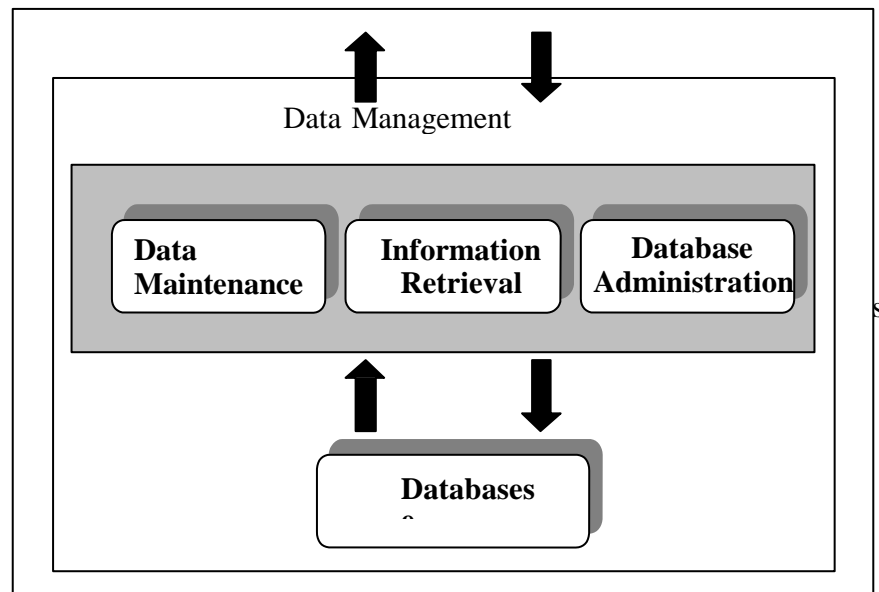 Data Management
Data
Maintenance
Information
Retrieval
Database
Administration
Databases